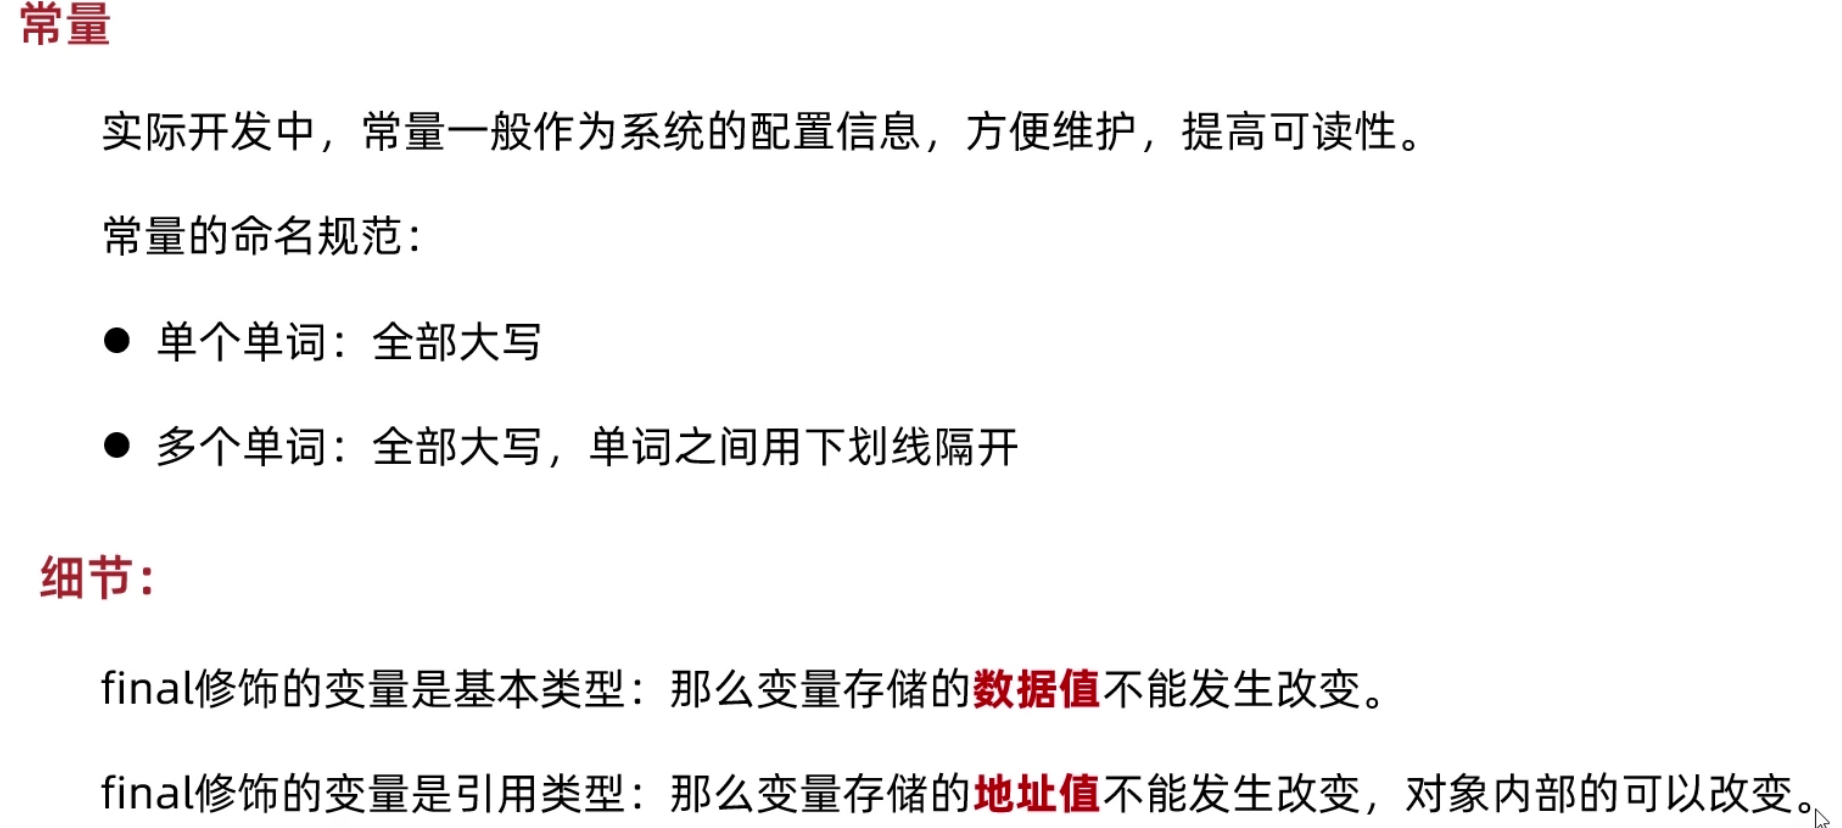 常量
实际开发中，常量一般作为系统的配置信息，方便维护，提高可读性。
常量的命名规范：
● 单个单词：全部大写
● 多个单词：全部大写，单词之间用下划线隔开
细节：
final修饰的变量是基本类型：那么变量存储的数据值不能发生改变。
final修饰的变量是引用类型：那么变量存储的地址值不能发生改变，对象内部的可以改变。